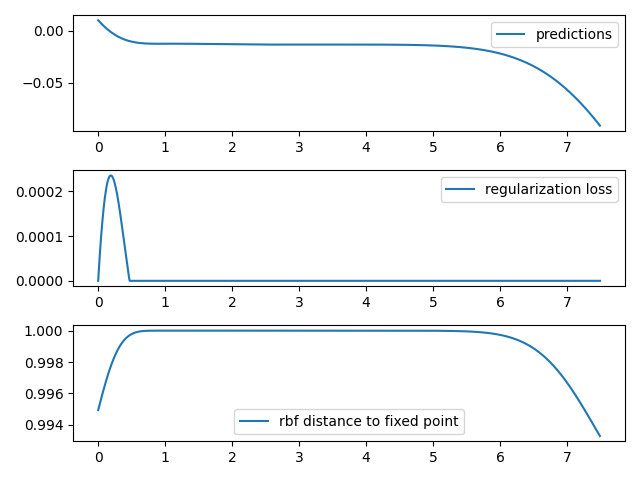 0.00
−0.05
predictions
0 1 2 3 4 5 6 7
0.0002
0.0001
0.0000
regularization loss
0 1 2 3 4 5 6 7
1.000
0.998
0.996
0.994
rbf distance to fixed point
0 1 2 3 4 5 6 7